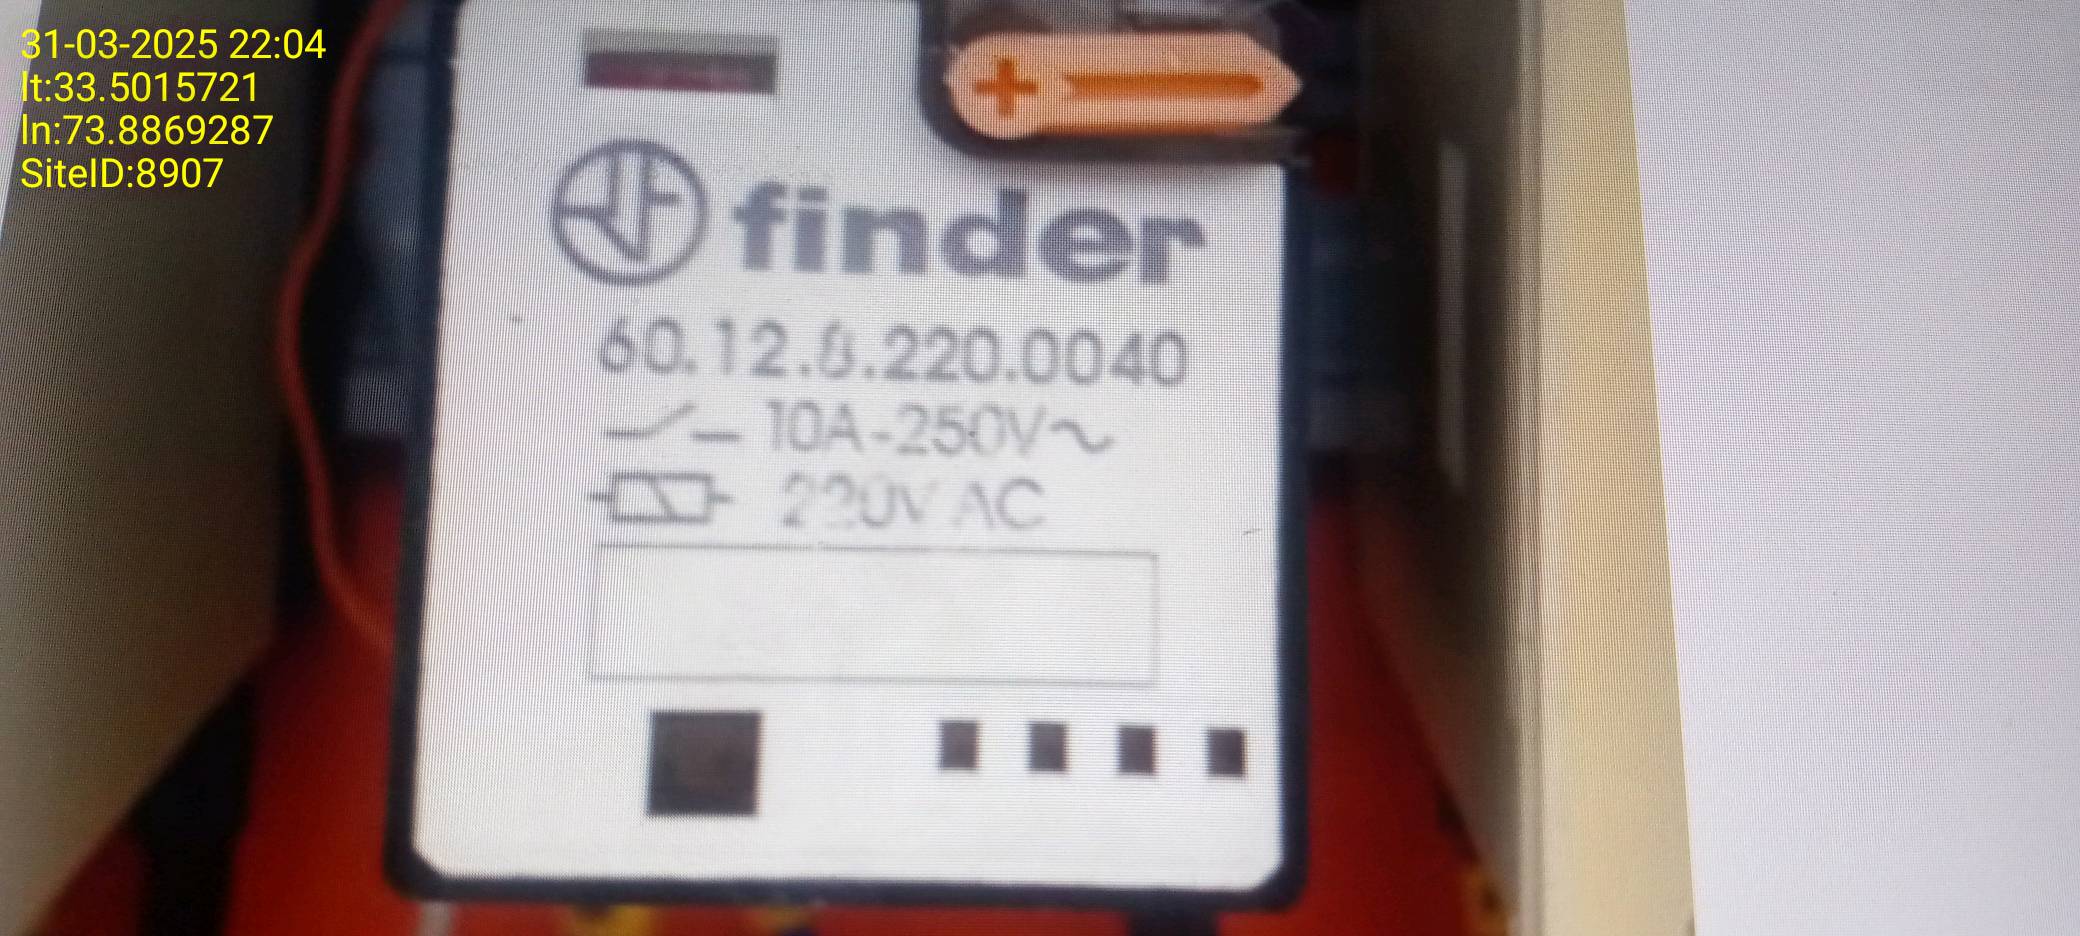 31-03-2025 22:04
lt:33.5015721
ln:73.8869287
SiteID:8907
finder
60.12.8.220.0040
10A-250V~
220V AC